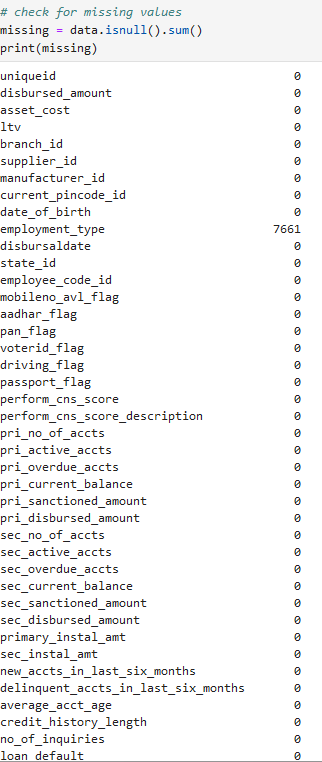 # check for missing values
missing = data.isnull().sum()
print(missing)
uniqueid 0
disbursed_amount 0
asset_cost 0
ltv 0
branch_id 0
supplier_id 0
manufacturer_id 0
current_pincode_id 0
date_of_birth 0
employment_type 7661
disbursaldate 0
state_id 0
employee_code_id 0
mobileno_avl_flag 0
aadhar_flag 0
pan_flag 0
voterid_flag 0
driving_flag 0
passport_flag 0
perform_cns_score 0
perform_cns_score_description 0
pri_no_of_accts 0
pri_active_accts 0
pri_overdue_accts 0
pri_current_balance 0
pri_sanctioned_amount 0
pri_disbursed_amount 0
sec_no_of_accts 0
sec_active_accts 0
sec_overdue_accts 0
sec_current_balance 0
sec_sanctioned_amount 0
sec_disbursed_amount 0
primary_instal_amt 0
sec_instal_amt 0
new_accts_in_last_six_months 0
delinquent_accts_in_last_six_months 0
average_acct_age 0
credit_history_length 0
no_of_inquiries 0
loan_default 0